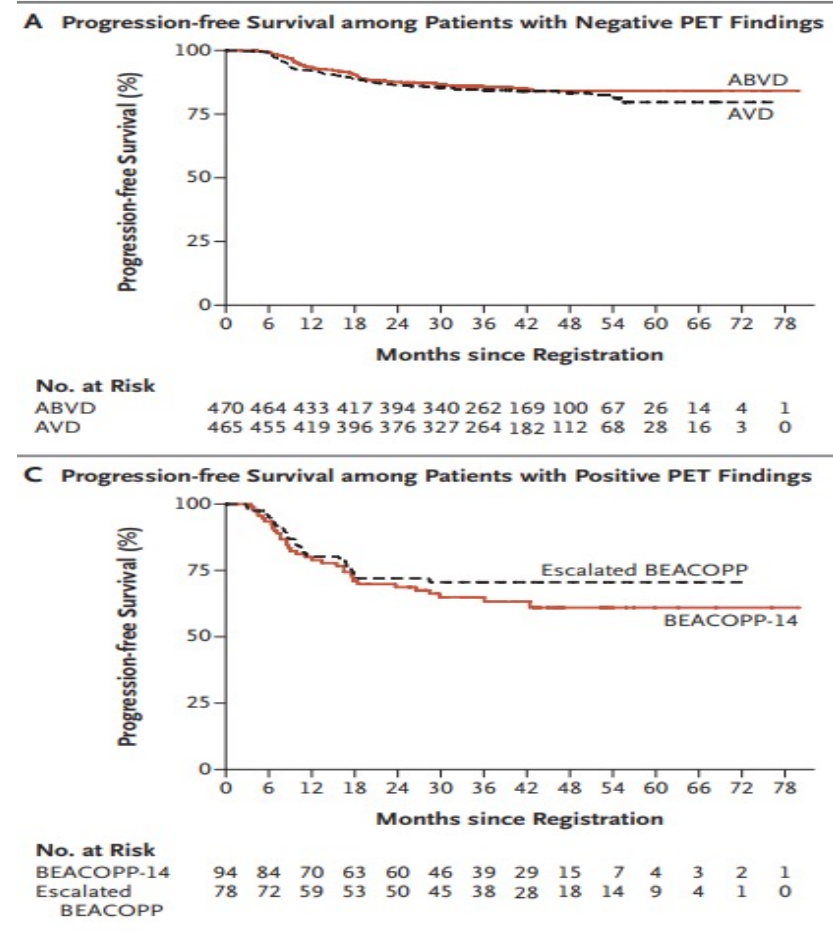 A Progression-free Survival among Patients with Negative PET Findings
100
75
50
25
0
Progression-free Survival (%)
ABVD
AVD
0 6 12 18 24 30 36 42 48 54 60 66 72 78
Months since Registration
No. at Risk
ABVD 470 464 433 417 394 340 262 169 100 67 26 14 4 1
AVD 465 455 419 396 376 327 264 182 112 68 28 16 3 0
C Progression-free Survival among Patients with Positive PET Findings
100
75
50
25
0
Progression-free Survival (%)
Escalated BEACOPP
BEACOPP-14
0 6 12 18 24 30 36 42 48 54 60 66 72 78
Months since Registration
No. at Risk
BEACOPP-14 94 84 70 63 60 46 39 29 15 7 4 3 2 1
Escalated 78 72 59 53 50 45 38 28 18 14 9 4 1 0
BEACOPP